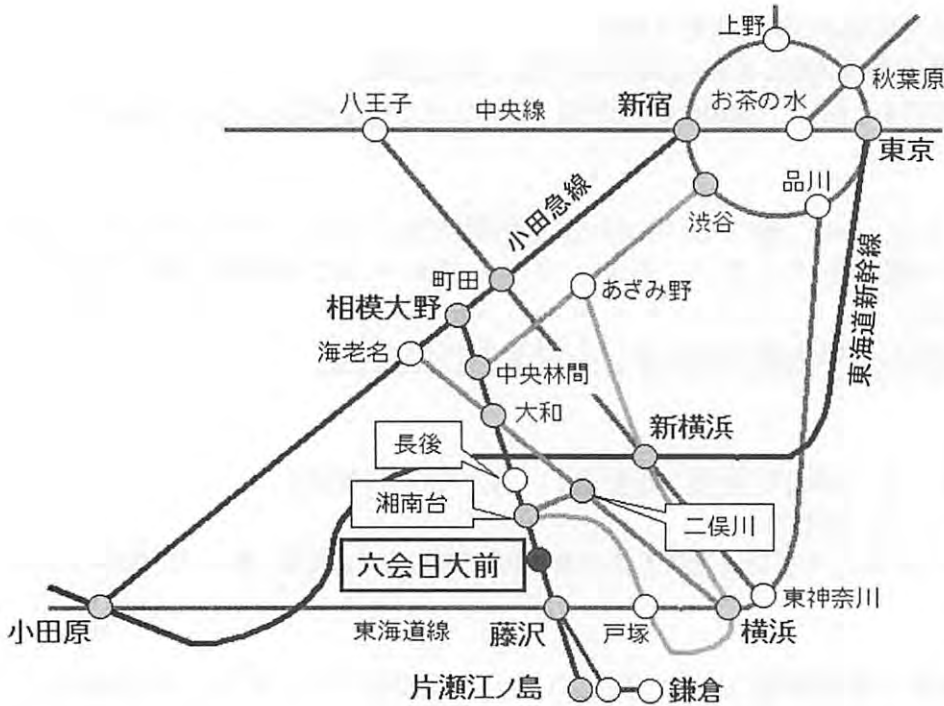 上野
秋葉原
お茶の水
八王子
中央線
新宿
東京
品川
小田急線
渋谷
東海道新幹線
町田
あざみ野
相模大野
海老名
中央林間
大和
新横浜
長後
湘南台
二俣川
六会日大前
東神奈川
小田原
東海道線
藤沢
戸塚
横浜
片瀬江ノ島
鎌倉